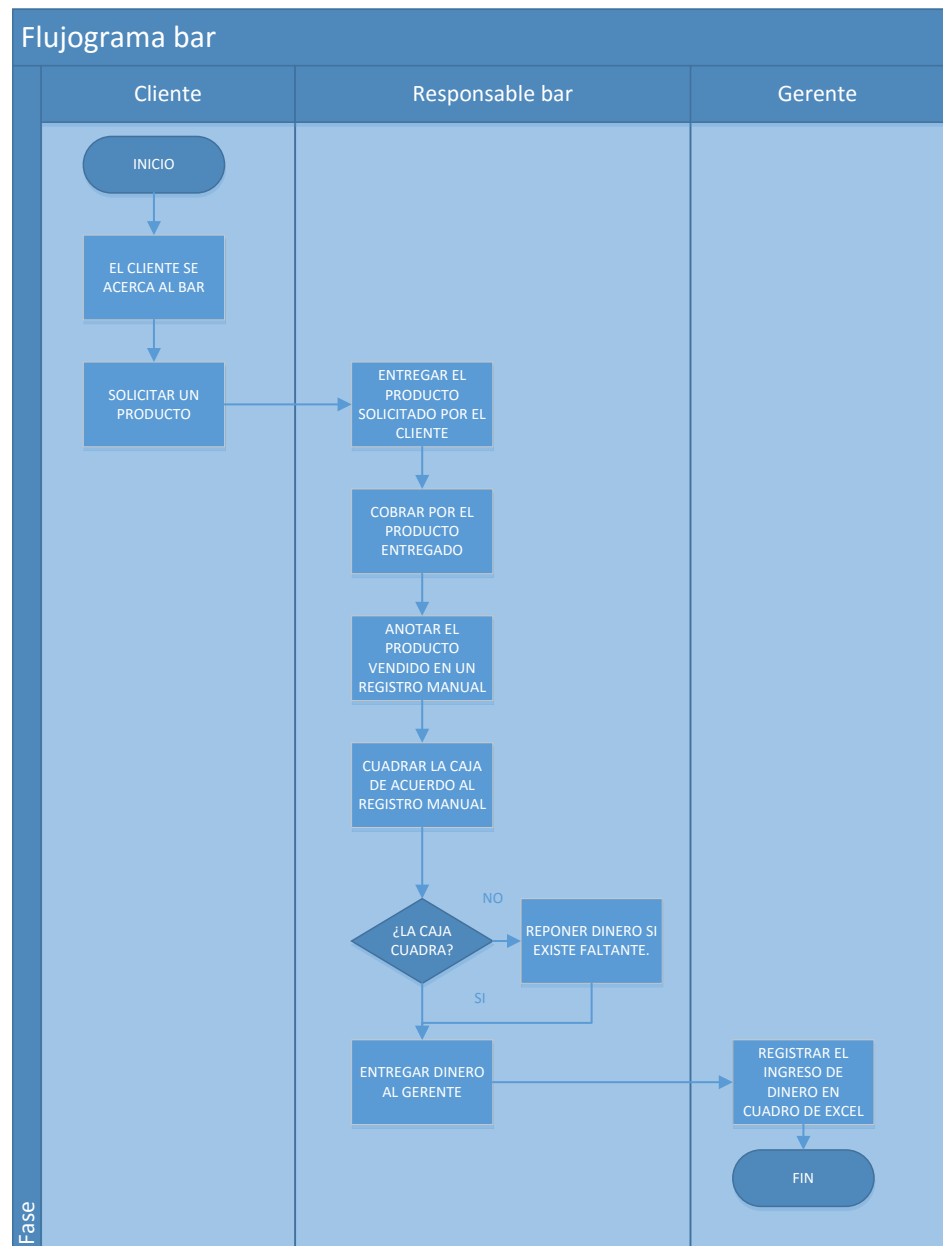 Flujograma bar
Cliente
Responsable bar
Gerente
INICIO
EL CLIENTE SE
ACERCA AL BAR
SOLICITAR UN
PRODUCTO
ENTREGAR EL
PRODUCTO
SOLICITADO POR EL
CLIENTE
COBRAR POR EL
PRODUCTO
ENTREGADO
ANOTAR EL
PRODUCTO
VENDIDO EN UN
REGISTRO MANUAL
CUADRAR LA CAJA
DE ACUERDO AL
REGISTRO MANUAL
¿LA CAJA
CUADRA?
NO
REPONER DINERO SI
EXISTE FALTANTE.
SI
ENTREGAR DINERO
AL GERENTE
REGISTRAR EL
INGRESO DE
DINERO EN
CUADRO DE EXCEL
FIN
Fase